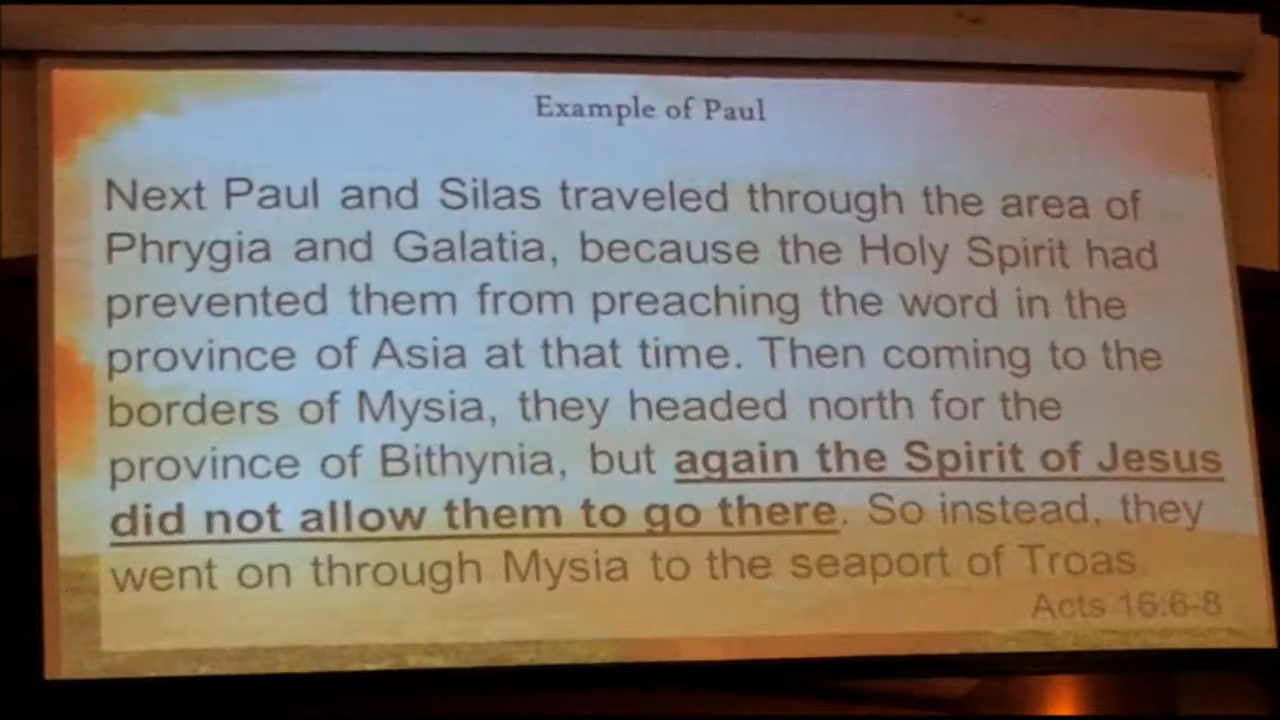 Example of Paul
Next Paul and Silas traveled through the area of
Phrygia and Galatia, because the Holy Spirit had
prevented them from preaching the word in the
province of Asia at that time. Then coming to the
borders of Mysia, they headed north for the
province of Bithynia, but again the Spirit of Jesus
did not allow them to go there. So instead, they
went on through Mysia to the seaport of Troas.
Acts 16:6-8